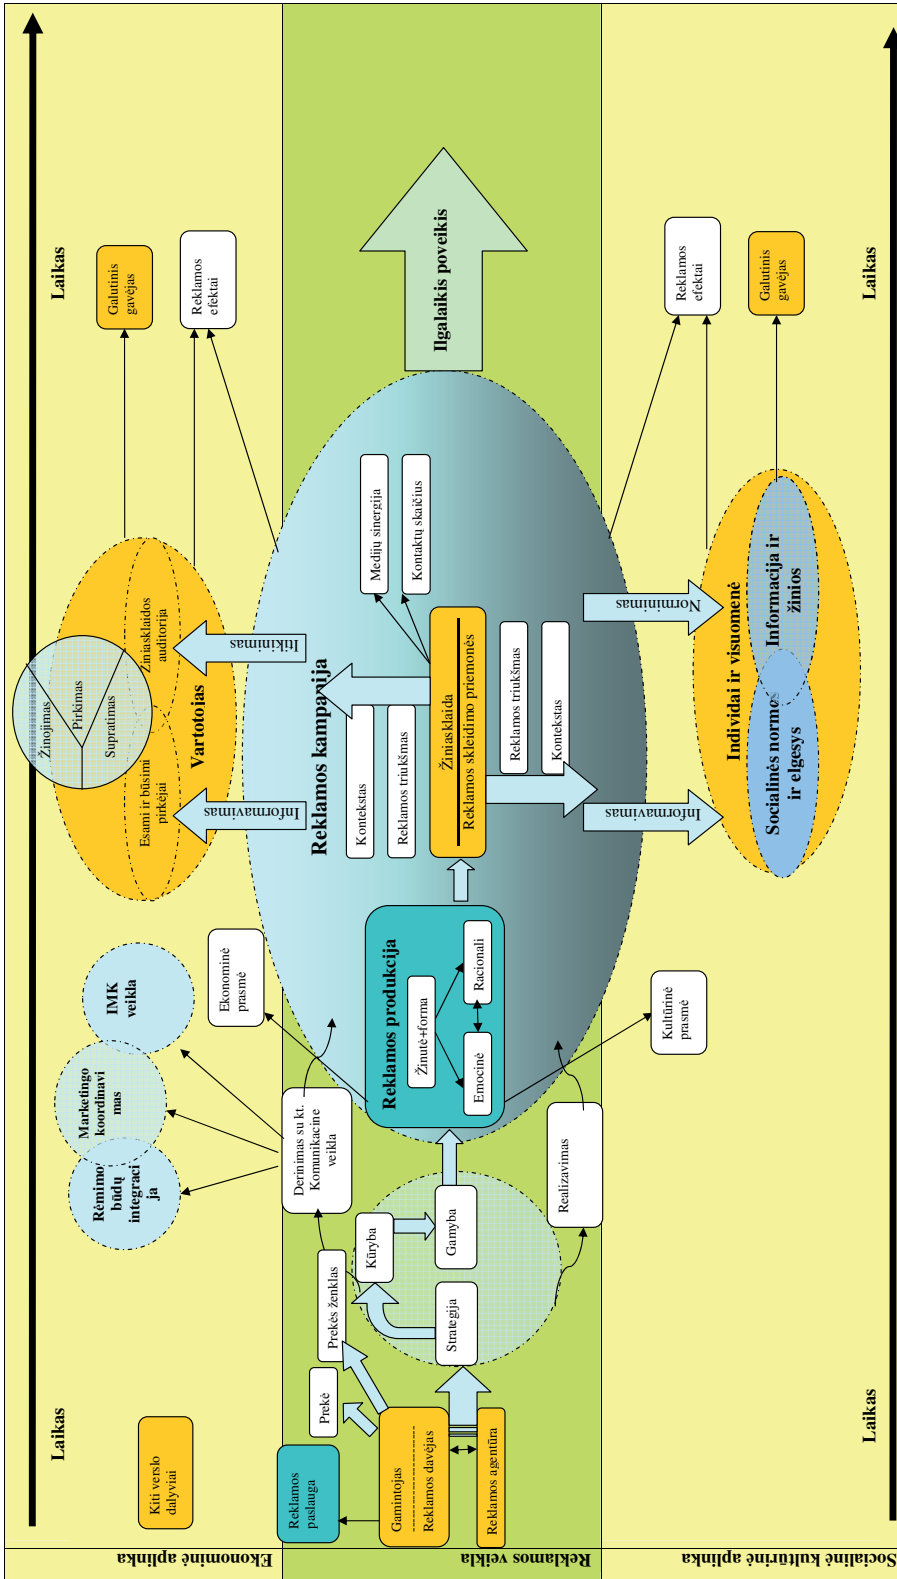 Laikas
Laikas
Kiti verslo
dalyviai
Rėmimo
būdų
integraci
ja
Marketingo
koordinavi
mas
IMK
veikla
Ekonominė
prasmė
Žinojimas
Pirkimas
Supratimas
Esami ir būsimi
pirkėjai
Žiniasklaidos
auditorija
Vartotojas
Informavimas
Įtikinimas
Galutinis
gavėjas
Reklamos
efektai
Ekonominė aplinka
Reklamos
paslauga
Prekė
Prekės ženklas
Derinimas su kt.
Komunikacine
veikla
Gamintojas
Reklamos davėjas
Reklamos agentūra
Kūryba
Strategija
Gamyba
Realizavimas
Reklamos produkcija
Žinutė+forma
Emocinė
Racionali
Reklamos kampanija
Kontekstas
Reklamos triukšmas
Žiniasklaida
Reklamos skleidimo priemonės
Medijų sinergija
Kontaktų skaičius
Reklamos triukšmas
Kontekstas
Ilgalaikis poveikis
Reklamos veikla
Kultūrinė
prasmė
Informavimas
Norminimas
Individai ir visuomenė
Socialinės normos
ir elgesys
Informacija ir
žinios
Reklamos
efektai
Galutinis
gavėjas
Laikas
Laikas
Socialinė kultūrinė aplinka